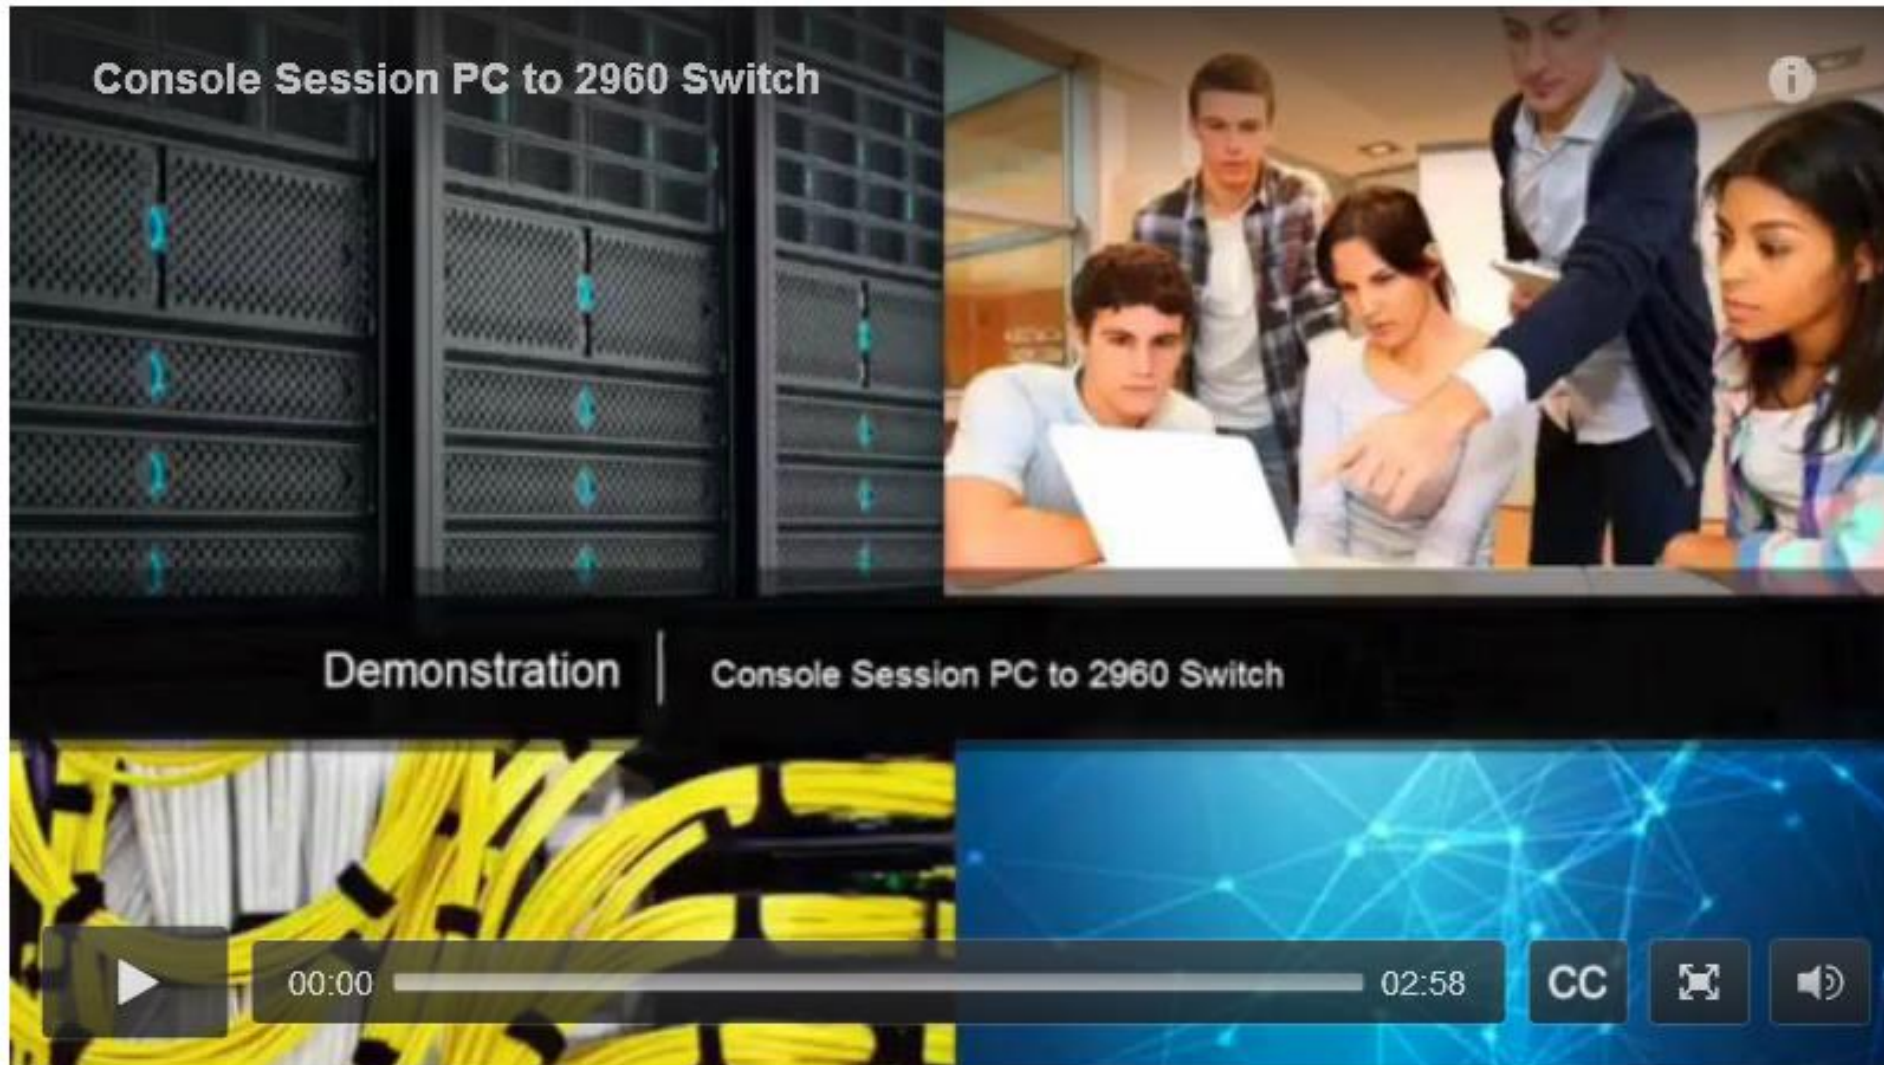 Console Session PC to 2960 Switch
i
Demonstration | Console Session PC to 2960 Switch
00:00 02:58 CC